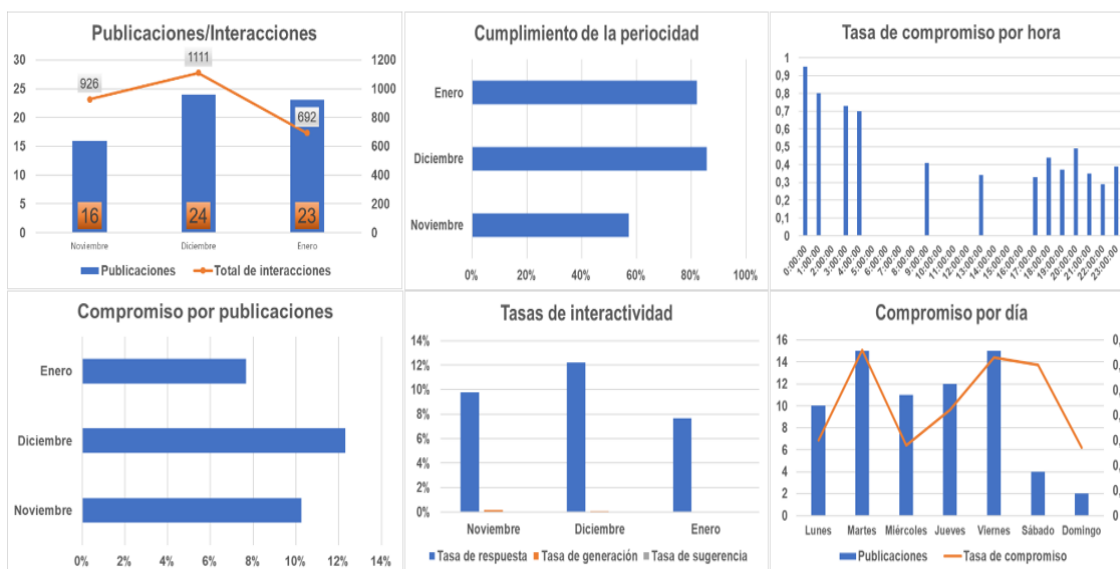 Publicaciones/Interacciones
30
25
20
15
10
5
0
1200
1000
800
600
400
200
0
926
1111
692
16
24
23
Noviembre
Diciembre
Enero
Publicaciones
Total de interacciones
Cumplimiento de la periocidad
Enero
Diciembre
Noviembre
0%
20%
40%
60%
80%
100%
Tasa de compromiso por hora
1
0,9
0,8
0,7
0,6
0,5
0,4
0,3
0,2
0,1
0
0:00:00
1:00:00
2:00:00
3:00:00
4:00:00
5:00:00
6:00:00
7:00:00
8:00:00
9:00:00
10:00:00
11:00:00
12:00:00
13:00:00
14:00:00
15:00:00
16:00:00
17:00:00
18:00:00
19:00:00
20:00:00
21:00:00
22:00:00
23:00:00
Compromiso por publicaciones
Enero
Diciembre
Noviembre
0%
2%
4%
6%
8%
10%
12%
14%
Tasas de interactividad
14%
12%
10%
8%
6%
4%
2%
0%
Noviembre
Diciembre
Enero
Tasa de respuesta
Tasa de generación
Tasa de sugerencia
Compromiso por día
16
14
12
10
8
6
4
2
0
Lunes
Martes
Miércoles
Jueves
Viernes
Sábado
Domingo
Publicaciones
Tasa de compromiso